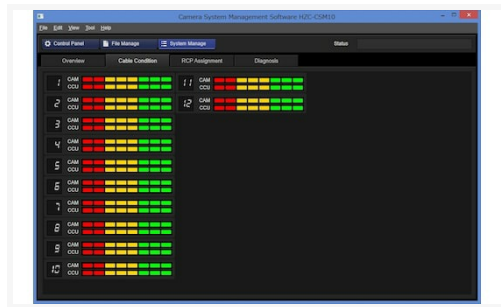 Camera System Management Software HZC-CSM10
File Edit View Tool Help
Control Panel File Manage System Manage Status
Overview Cable Condition RCP Assignment Diagnosis
1 CAM CCU
2 CAM CCU
3 CAM CCU
4 CAM CCU
5 CAM CCU
6 CAM CCU
7 CAM CCU
8 CAM CCU
9 CAM CCU
10 CAM CCU
11 CAM CCU
12 CAM CCU